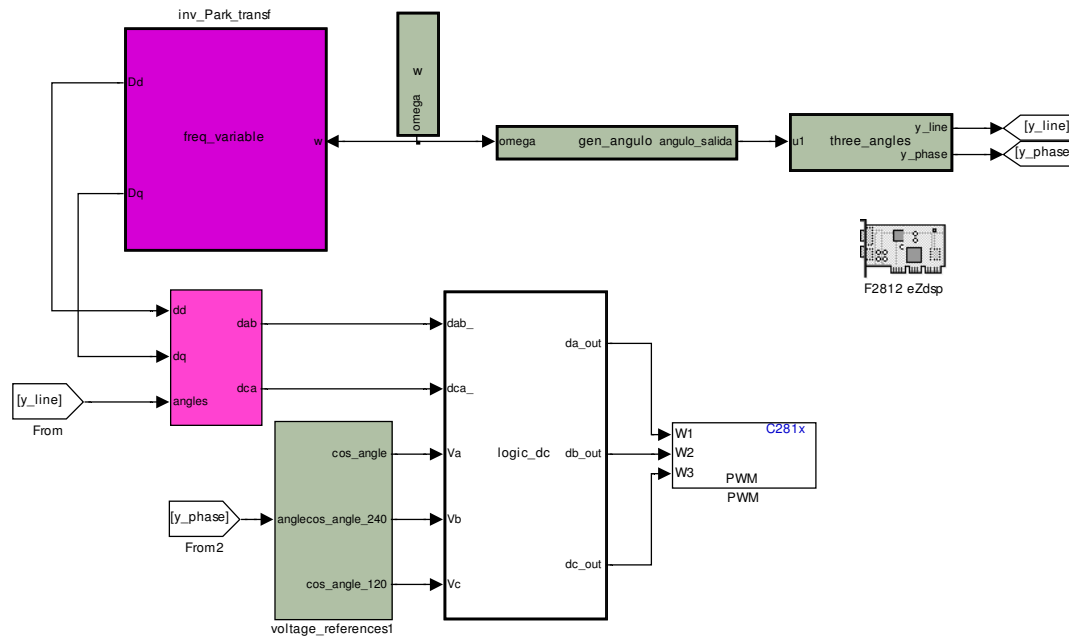 inv_Park_transf
Dd
freq_variable
w
Dq
w
omega
omega
gen_angulo
angulo_salida
u1
three_angles
y_line
y_phase
[y_line]
[y_phase]
F2812 eZdsp
dd
dq
angles
dab
dca
[y_line]
From
dab_
dca_
Va
Vb
Vc
logic_dc
da_out
db_out
dc_out
C281x
W1
W2
W3
PWM
PWM
cos_angle
anglecos_angle_240
cos_angle_120
voltage_references1
[y_phase]
From2